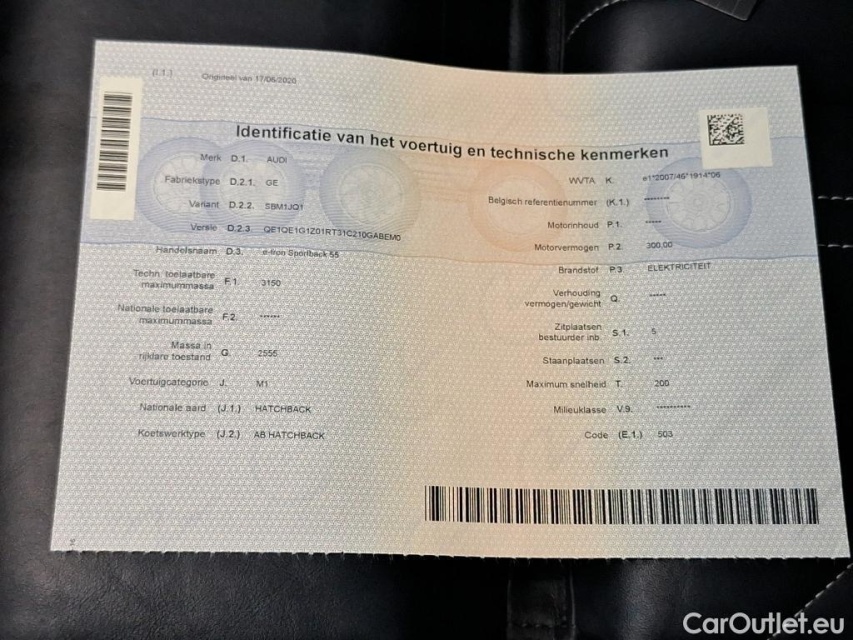 (I.1.) Origineel van 17/06/2020
Identificatie van het voertuig en technische kenmerken
Merk D.1. AUDI
Fabriekstype D.2.1. GE
Variant D.2.2. SBM1JQ1
Versie D.2.3 QE1QE1G1Z01RT31C210GABEM0
Handelsnaam D.3. e-tron Sportback 55
Techn. toelaatbare
maximummassa F.1. 3150
Nationale toelaatbare
maximummassa F.2. ------
Massa in
rijklare toestand G. 2555
Voertuigcategorie J. M1
Nationale aard (J.1.) HATCHBACK
Koetswerktype (J.2.) AB HATCHBACK
WVTA K. e1*2007/46*1914*06
Belgisch referentienummer (K.1.) --------
Motorinhoud P.1. -----
Motorvermogen P.2. 300,00
Brandstof P.3. ELEKTRICITEIT
Verhouding
vermogen/gewicht Q. -----
Zitplaatsen
bestuurder inb. S.1. 5
Staanplaatsen S.2. ---
Maximum snelheid T. 200
Milieuklasse V.9. ----------
Code (E.1.) 503
CarOutlet.eu